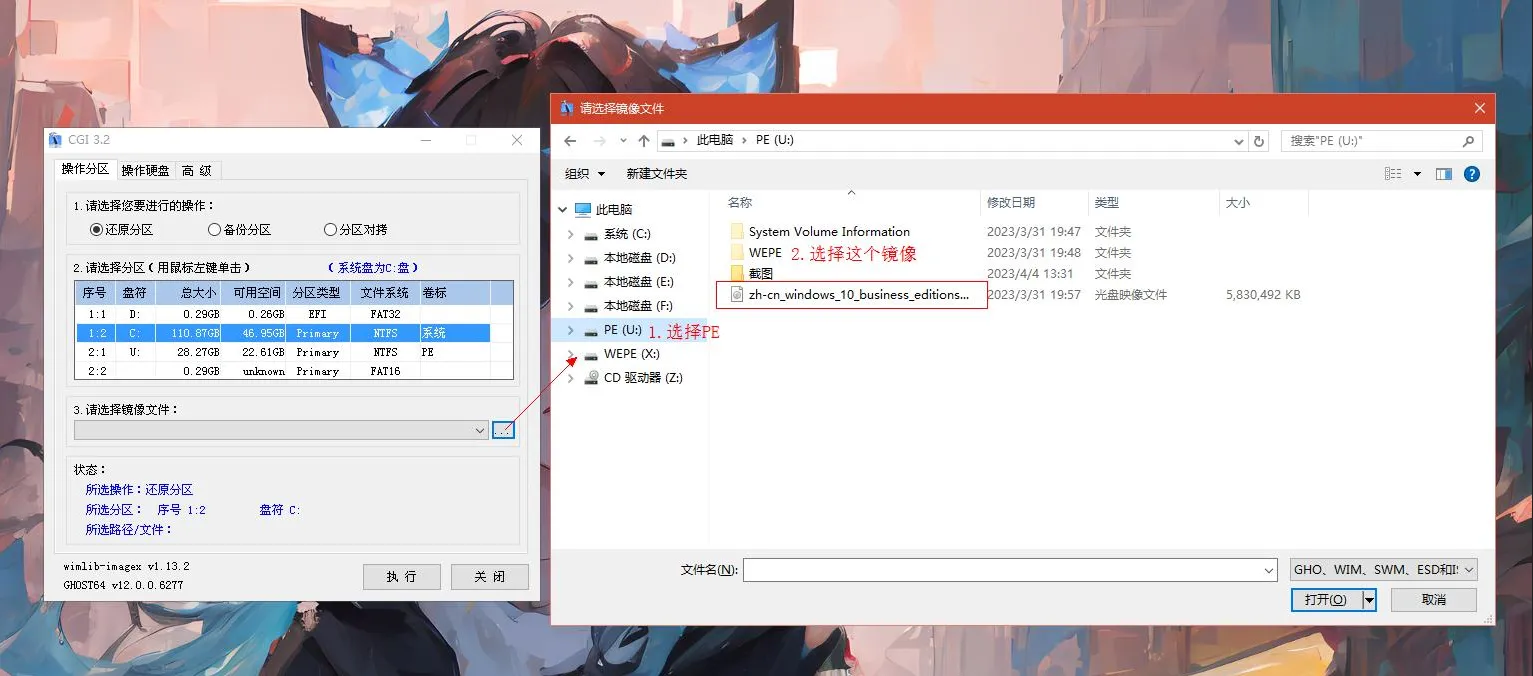 CGI 3.2
操作分区 操作硬盘 高 级
1.请选择您要进行的操作：
还原分区 备份分区 分区对拷
2.请选择分区（用鼠标左键单击） （系统盘为C:盘）
序号 盘符 总大小 可用空间 分区类型 文件系统 卷标
1:1 D: 0.29GB 0.26GB EFI FAT32
1:2 C: 110.87GB 46.95GB Primary NTFS 系统
2:1 U: 28.27GB 22.61GB Primary NTFS PE
2:2 0.29GB unknown Primary FAT16
3.请选择镜像文件：
...
状态：
所选操作：还原分区
所选分区： 序号 1:2 盘符 C:
所选路径/文件：
wimlib-imagex v1.13.2
GHOST64 v12.0.0.6277
执 行 关 闭
请选择镜像文件
此电脑 › PE (U:) 搜索"PE (U:)"
组织 新建文件夹
此电脑
系统 (C:)
本地磁盘 (D:)
本地磁盘 (E:)
本地磁盘 (F:)
PE (U:) 1.选择PE
WEPE (X:)
CD 驱动器 (Z:)
名称 修改日期 类型 大小
System Volume Information 2023/3/31 19:47 文件夹
WEPE 2.选择这个镜像 2023/3/31 19:48 文件夹
截图 2023/4/4 13:31 文件夹
zh-cn_windows_10_business_editions... 2023/3/31 19:57 光盘映像文件 5,830,492 KB
文件名(N): GHO、WIM、SWM、ESD和I
打开(O) 取消